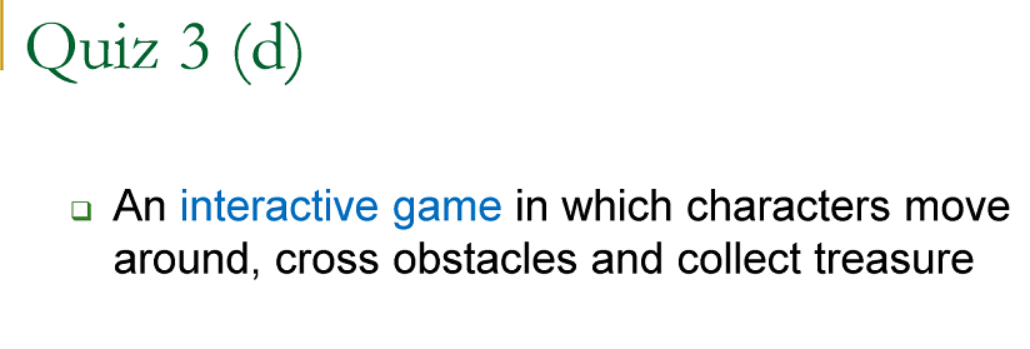 Quiz 3 (d)
An interactive game in which characters move
around, cross obstacles and collect treasure